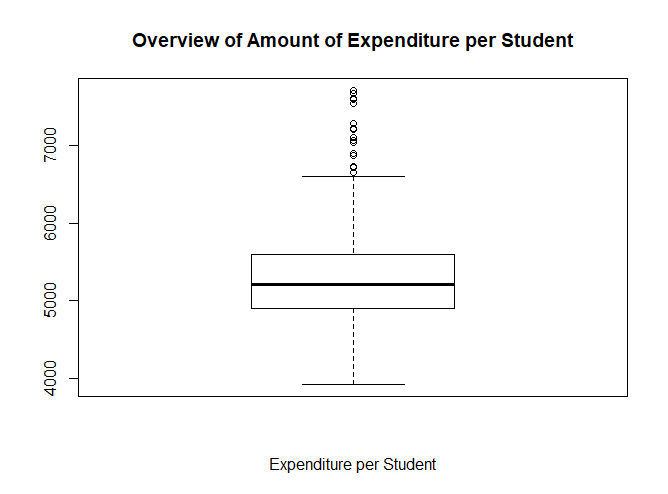 Overview of Amount of Expenditure per Student
7000
6000
5000
4000
Expenditure per Student